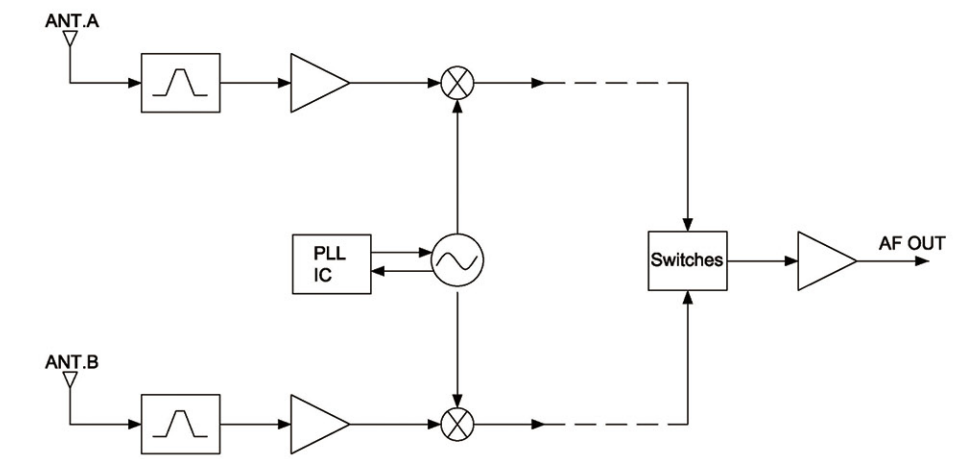 ANT.A
PLL
IC
Switches
AF OUT
ANT.B